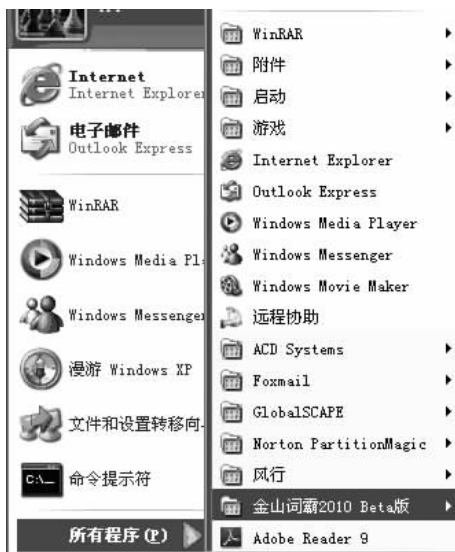 Internet
Internet Explorer
电子邮件
Outlook Express
WinRAR
Windows Media Pl
Windows Messenger
漫游 Windows XP
文件和设置转移向
C:\_
命令提示符
所有程序(P)
WinRAR
附件
启动
游戏
Internet Explorer
Outlook Express
Windows Media Player
Windows Messenger
Windows Movie Maker
远程协助
ACD Systems
Foxmail
GlobalSCAPE
Norton PartitionMagic
风行
金山词霸2010 Beta版
Adobe Reader 9